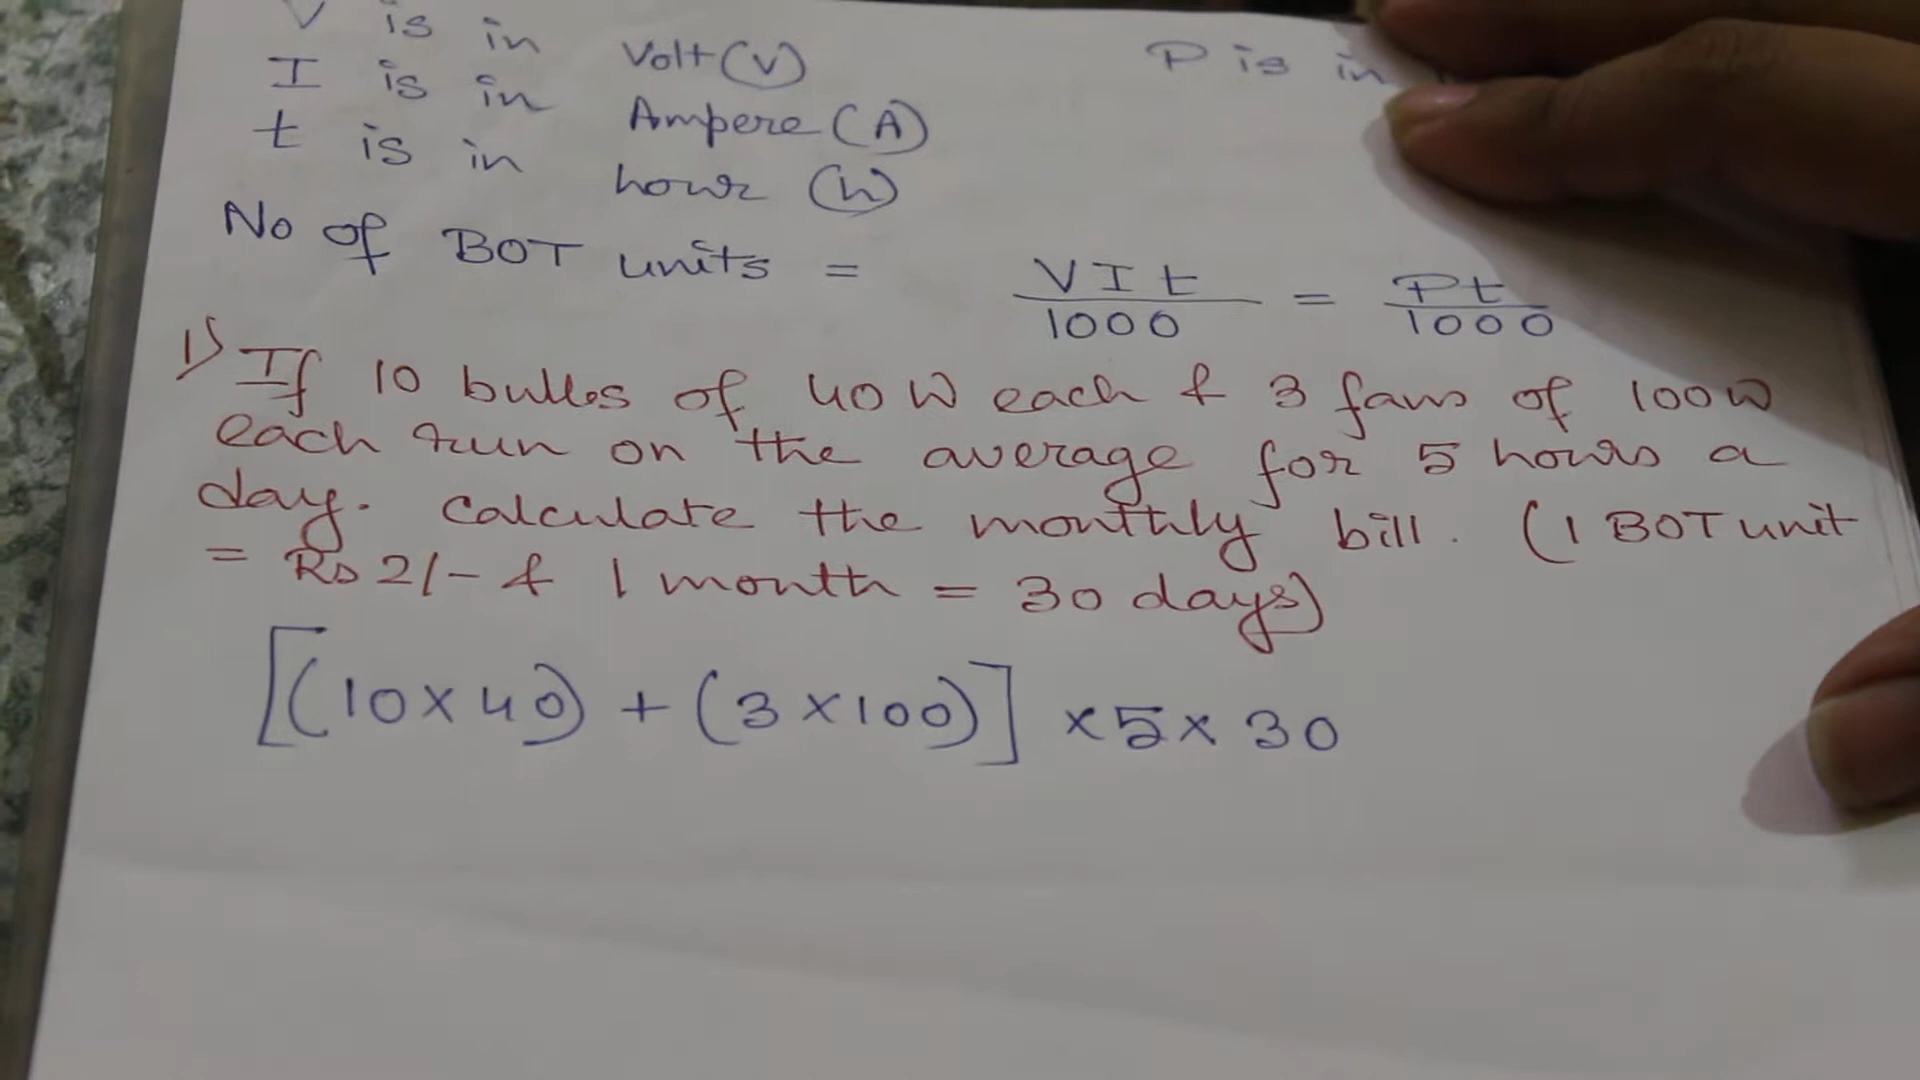 V is in Volt (V)
P is in
I is in Ampere (A)
t is in hour (h)
No of BOT units = VIt/1000 = Pt/1000
1) If 10 bulbs of 40W each & 3 fans of 100W
each run on the average for 5 hours a
day. Calculate the monthly bill. (1 BOT unit
= Rs 2/- & 1 month = 30 days)
[(10 x 40) + (3 x 100)] x 5 x 30